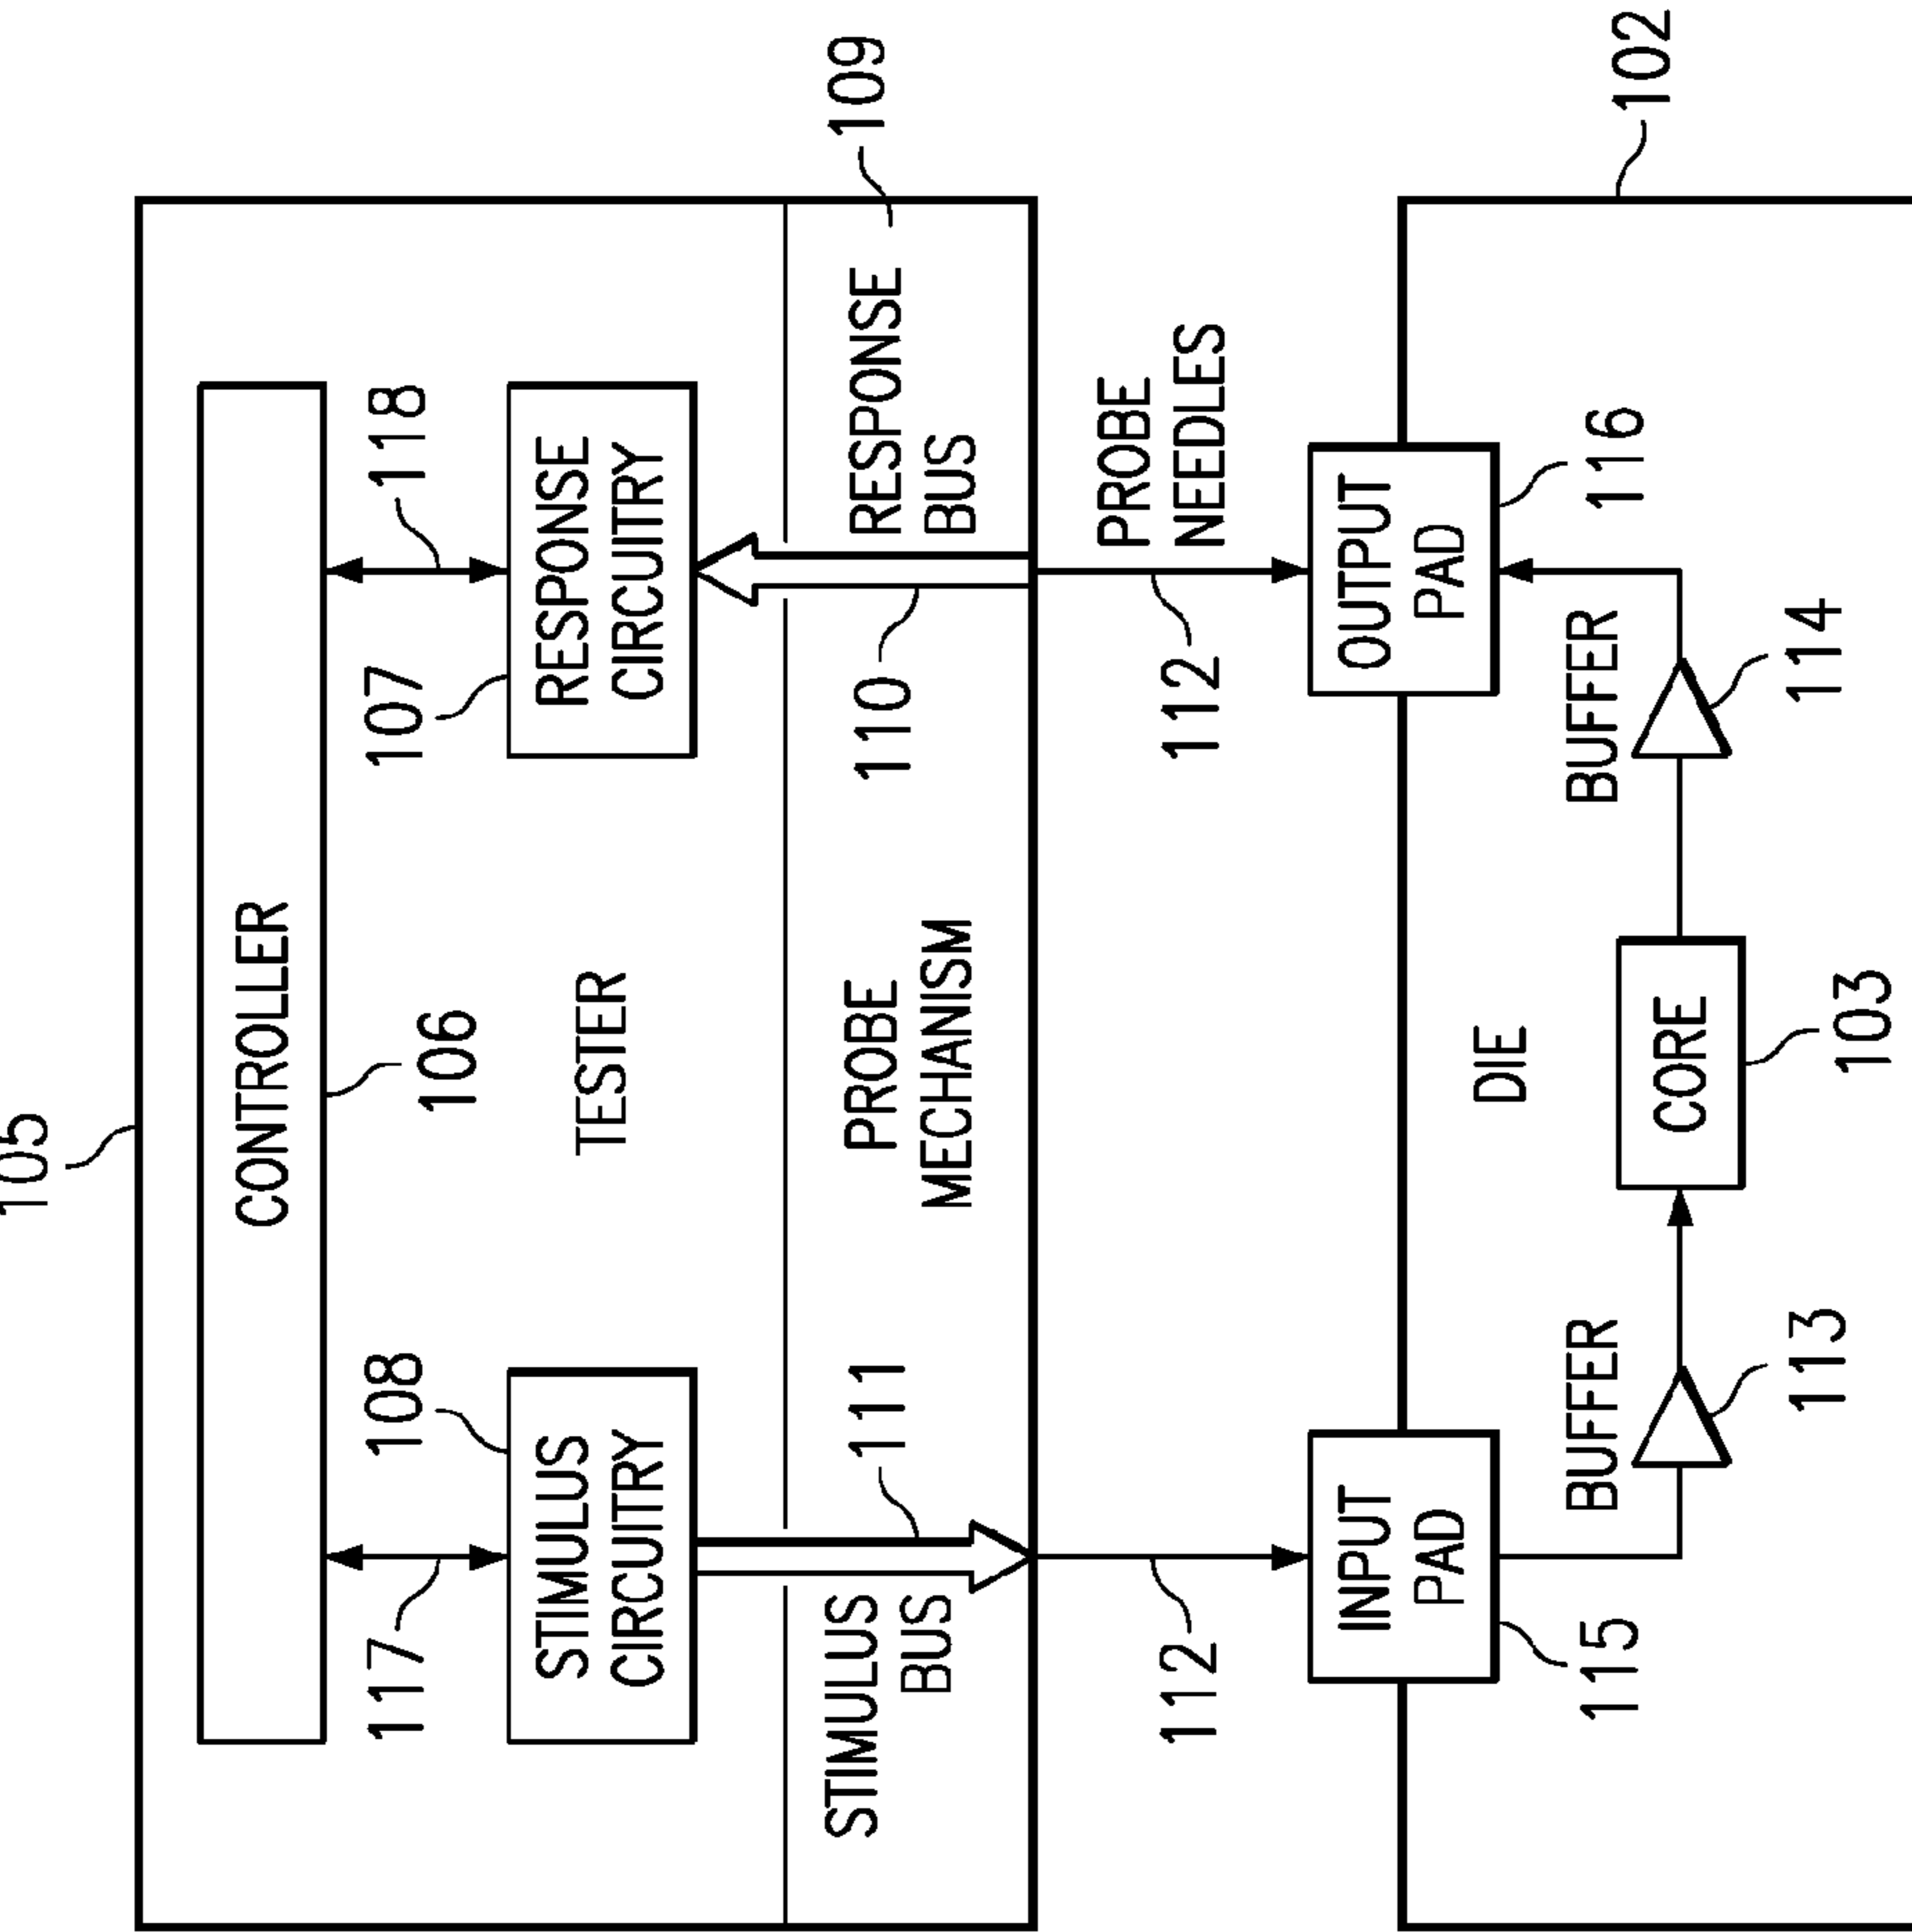 105
CONTROLLER
106
117
108
107
118
STIMULUS
CIRCUITRY
TESTER
RESPONSE
CIRCUITRY
109
STIMULUS
BUS
111
PROBE
MECHANISM
110
RESPONSE
BUS
112
112
PROBE
NEEDLES
INPUT
PAD
OUTPUT
PAD
102
115
DIE
116
BUFFER
BUFFER
113
CORE
103
114